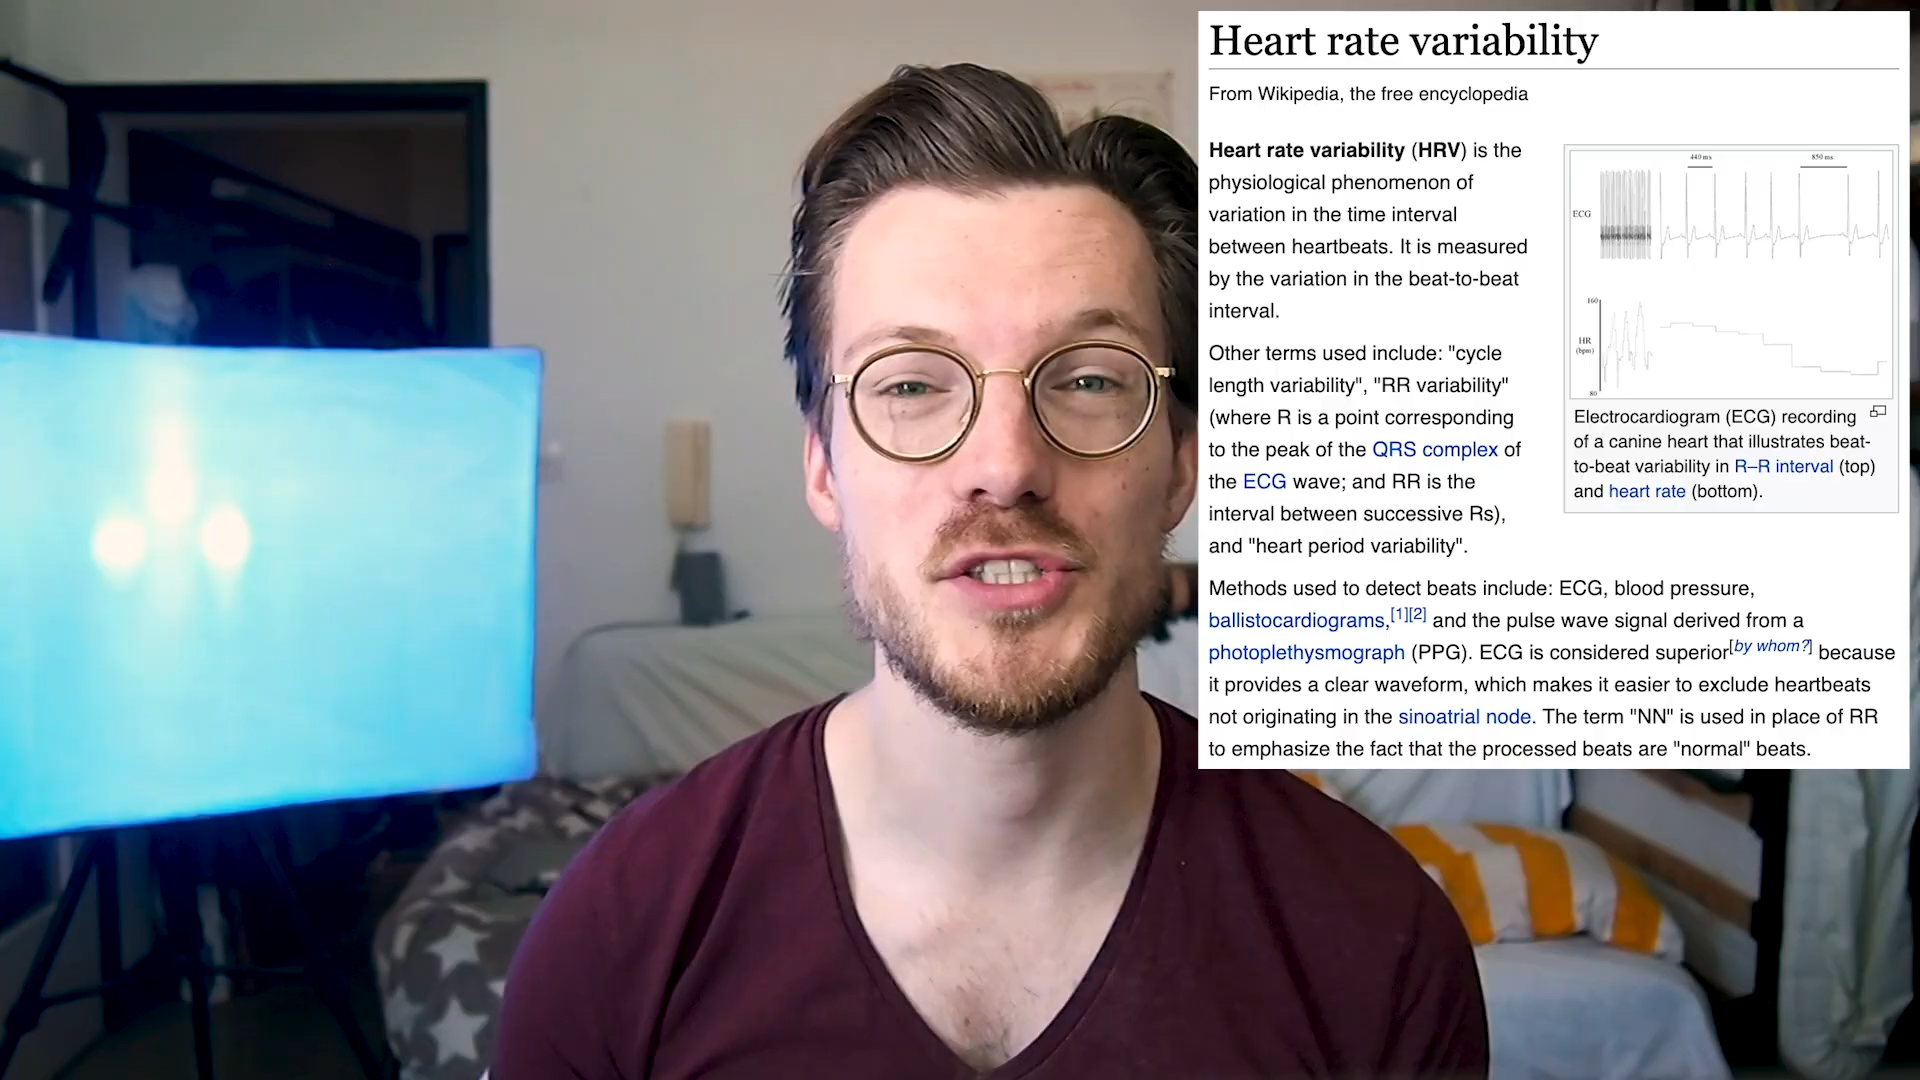 Heart rate variability
From Wikipedia, the free encyclopedia
Heart rate variability (HRV) is the
physiological phenomenon of
variation in the time interval
between heartbeats. It is measured
by the variation in the beat-to-beat
interval.
Other terms used include: "cycle
length variability", "RR variability"
(where R is a point corresponding
to the peak of the QRS complex of
the ECG wave; and RR is the
interval between successive Rs),
and "heart period variability".
440 ms
850 ms
ECG
160
HR
(bpm)
80
Electrocardiogram (ECG) recording
of a canine heart that illustrates beat-
to-beat variability in R–R interval (top)
and heart rate (bottom).
Methods used to detect beats include: ECG, blood pressure,
ballistocardiograms,[1][2] and the pulse wave signal derived from a
photoplethysmograph (PPG). ECG is considered superior[by whom?] because
it provides a clear waveform, which makes it easier to exclude heartbeats
not originating in the sinoatrial node. The term "NN" is used in place of RR
to emphasize the fact that the processed beats are "normal" beats.